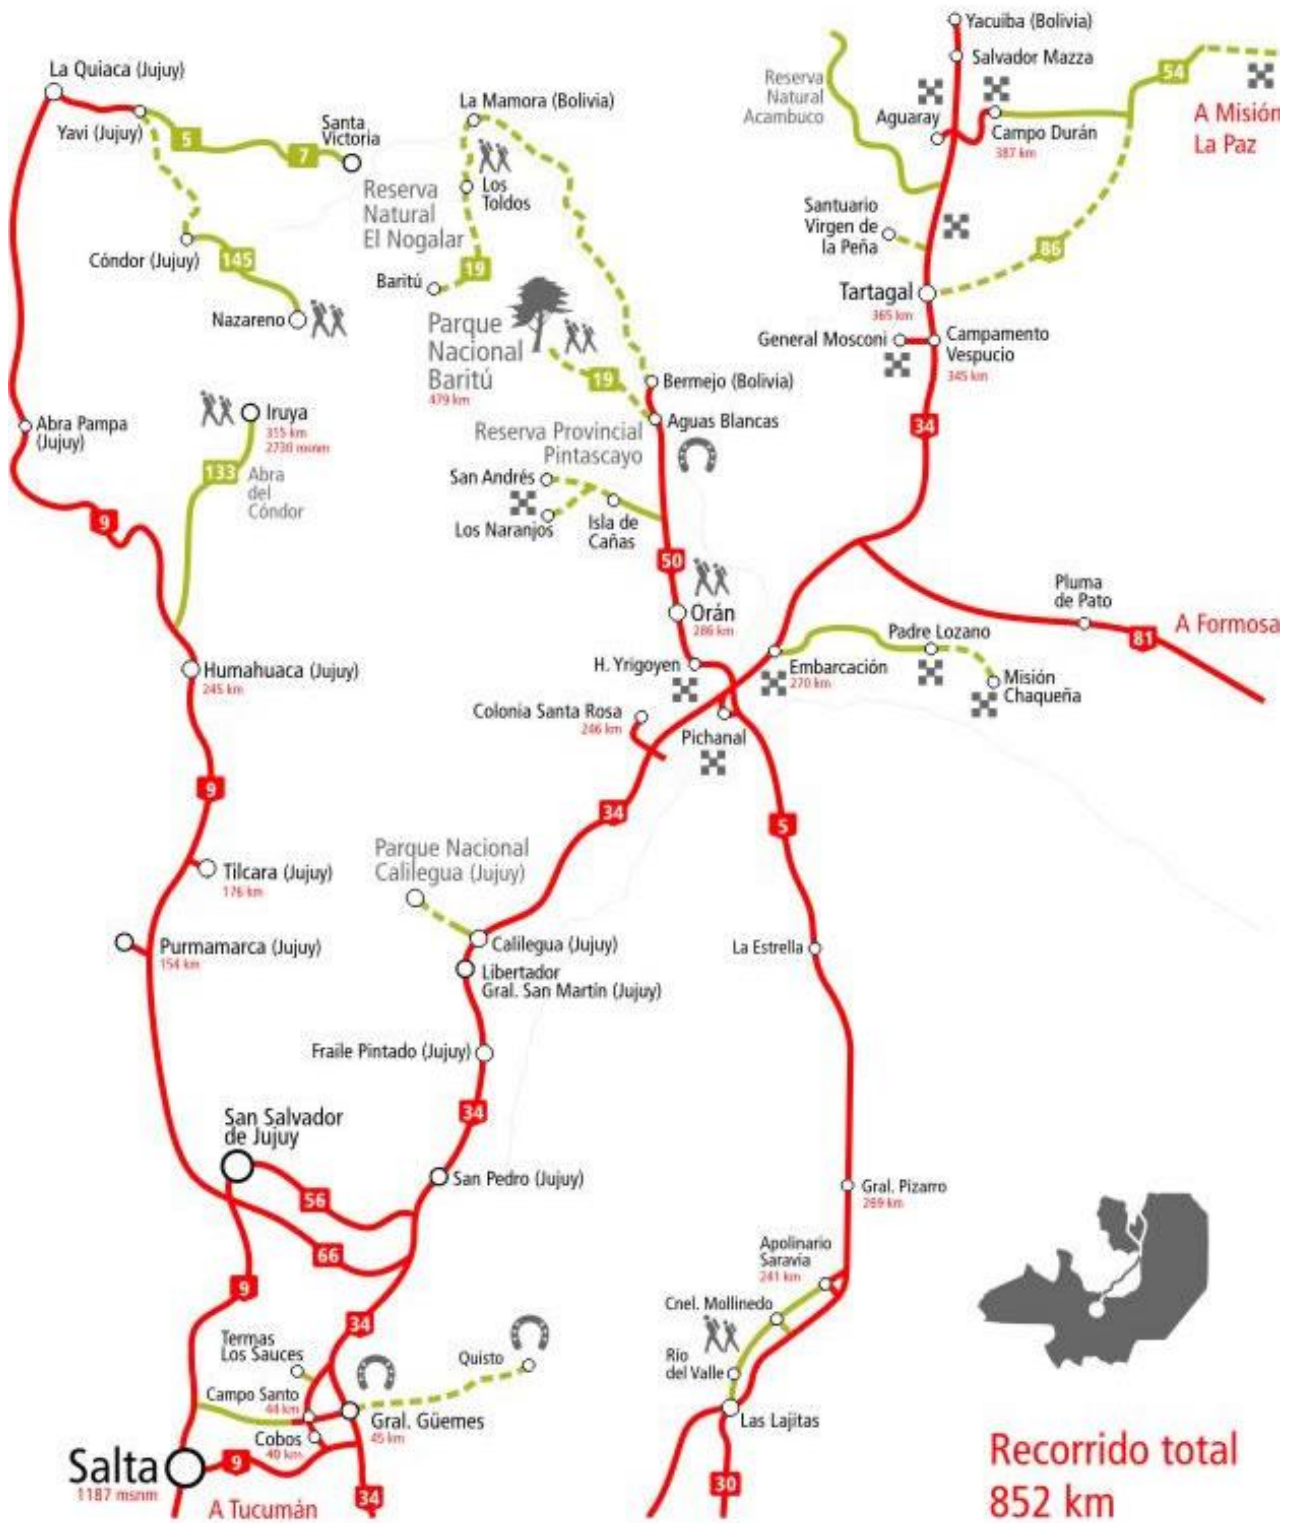 Yacuiba (Bolivia)
Salvador Mazza
54
Reserva
Natural
Acambuco
Aguaray
Campo Durán
387 km
A Misión
La Paz
La Quiaca (Jujuy)
Yavi (Jujuy)
5
7
Santa
Victoria
La Mamora (Bolivia)
Los
Toldos
Reserva
Natural
El Nogalar
Cóndor (Jujuy)
145
Nazareno
Baritú
19
Santuario
Virgen de
la Peña
86
Tartagal
365 km
General Mosconi
Campamento
Vespucio
345 km
Parque
Nacional
Baritú
479 km
19
Bermejo (Bolivia)
Aguas Blancas
34
Abra Pampa
(Jujuy)
Iruya
315 km
2730 msnm
133
Abra
del
Cóndor
Reserva Provincial
Pintascayo
San Andrés
Los Naranjos
Isla de
Cañas
9
50
Orán
286 km
Pluma
de Pato
81
A Formosa
Padre Lozano
Misión
Chaqueña
Humahuaca (Jujuy)
245 km
H. Yrigoyen
Embarcación
270 km
Colonia Santa Rosa
246 km
Pichanal
9
34
5
Parque Nacional
Calilegua (Jujuy)
Tilcara (Jujuy)
176 km
Purmamarca (Jujuy)
154 km
Calilegua (Jujuy)
Libertador
Gral. San Martín (Jujuy)
La Estrella
Fraile Pintado (Jujuy)
34
San Salvador
de Jujuy
56
San Pedro (Jujuy)
Gral. Pizarro
269 km
66
9
Apolinario
Saravia
241 km
Cnel. Mollinedo
34
Termas
Los Sauces
Quisto
Río
del Valle
Campo Santo
44 km
Gral. Güemes
45 km
Las Lajitas
Cobos
40 km
Salta
1187 msnm
9
34
30
A Tucumán
Recorrido total
852 km